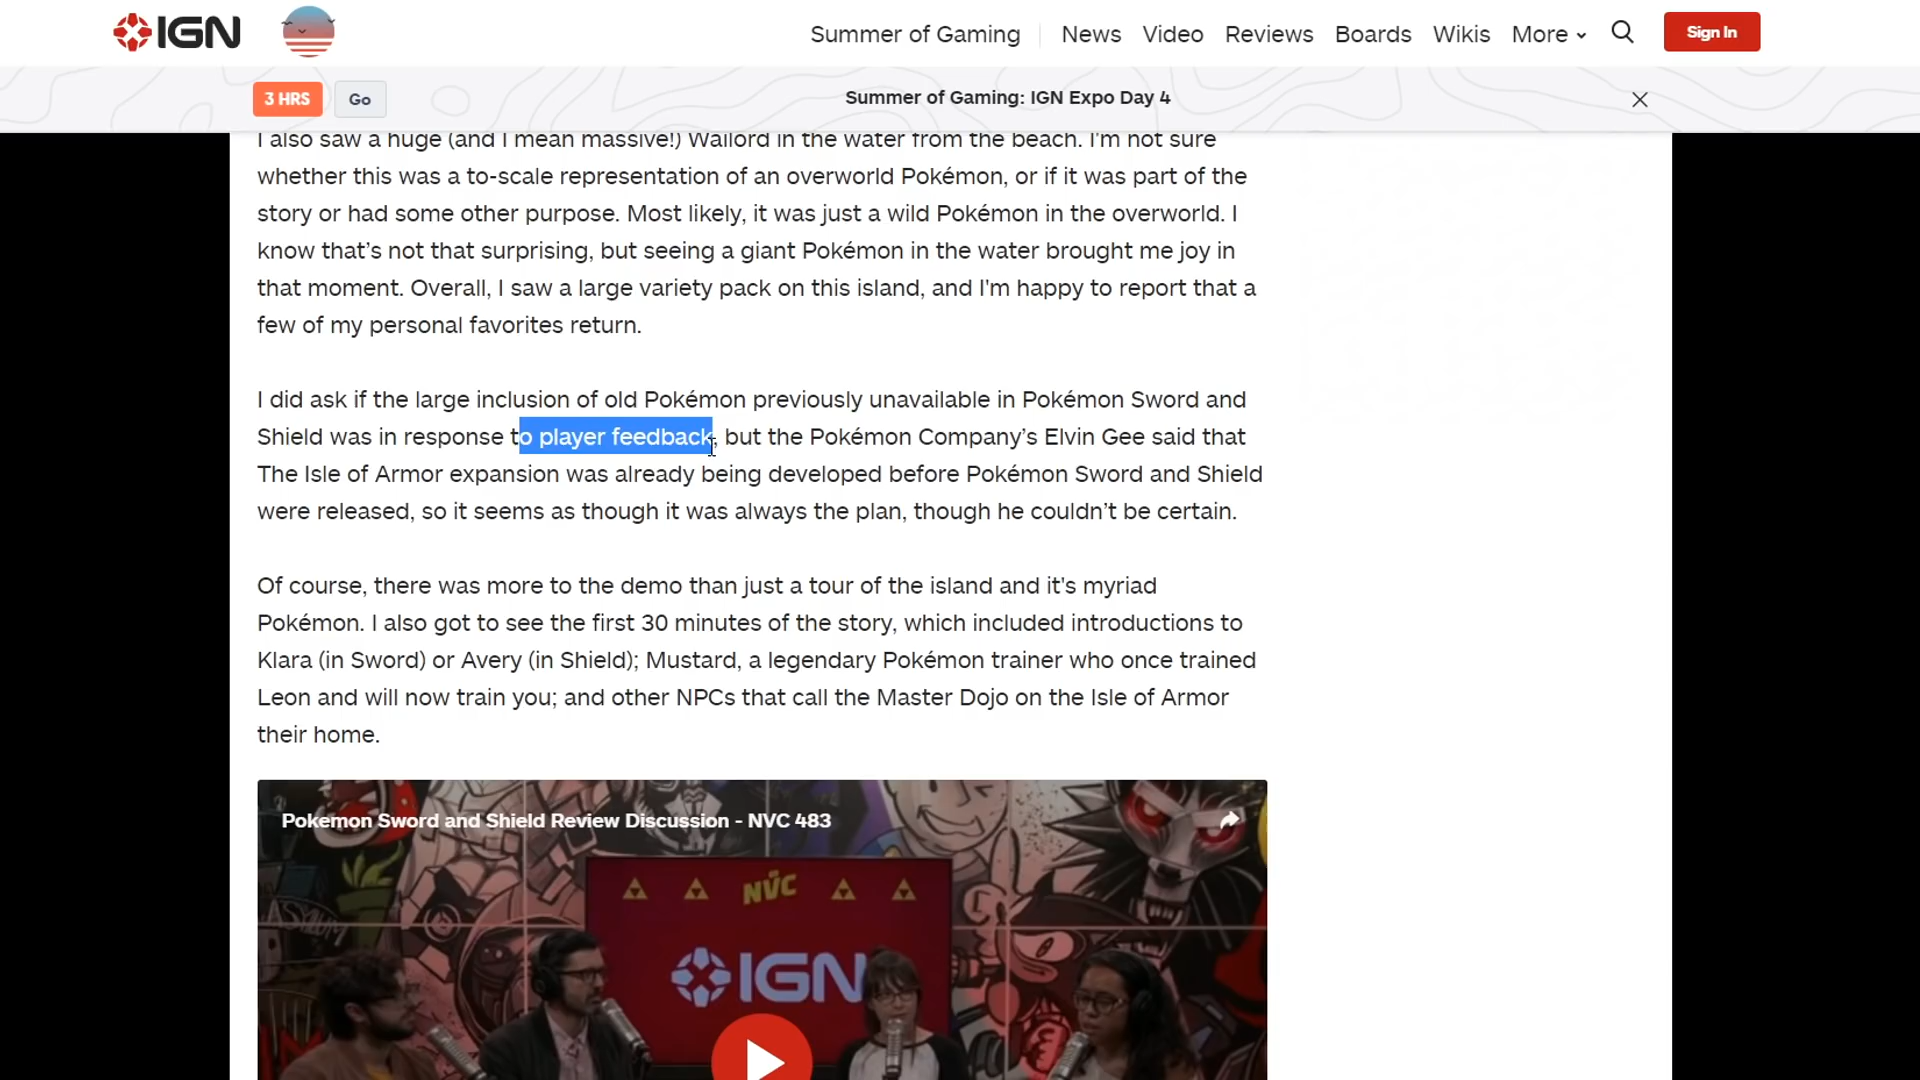 IGN
Summer of Gaming
News
Video
Reviews
Boards
Wikis
More
Sign In
3 HRS
Go
Summer of Gaming: IGN Expo Day 4
I also saw a huge (and I mean massive!) Wailord in the water from the beach. I'm not sure
whether this was a to-scale representation of an overworld Pokémon, or if it was part of the
story or had some other purpose. Most likely, it was just a wild Pokémon in the overworld. I
know that’s not that surprising, but seeing a giant Pokémon in the water brought me joy in
that moment. Overall, I saw a large variety pack on this island, and I'm happy to report that a
few of my personal favorites return.
I did ask if the large inclusion of old Pokémon previously unavailable in Pokémon Sword and
Shield was in response to player feedback, but the Pokémon Company’s Elvin Gee said that
The Isle of Armor expansion was already being developed before Pokémon Sword and Shield
were released, so it seems as though it was always the plan, though he couldn’t be certain.
Of course, there was more to the demo than just a tour of the island and it's myriad
Pokémon. I also got to see the first 30 minutes of the story, which included introductions to
Klara (in Sword) or Avery (in Shield); Mustard, a legendary Pokémon trainer who once trained
Leon and will now train you; and other NPCs that call the Master Dojo on the Isle of Armor
their home.
Pokemon Sword and Shield Review Discussion - NVC 483
NVC
IGN